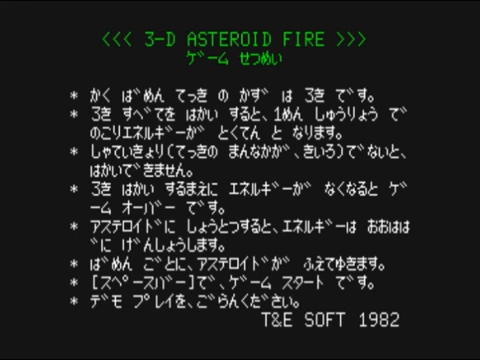 <<< 3-D ASTEROID FIRE >>>
ゲーム せつめい
* かく ばめん てっき の かず は 3き です。
* 3き すべてを はかい すると、1めん しゅうりょう で
のこりエネルギーが とくてん と なります。
* しゃていきょり(てっきの まんなかが、きいろ)でないと、
はかいできません。
* 3き はかい するまえに エネルギーが なくなると ゲ
ーム オーバー です。
* アステロイドに しょうとつすると、エネルギーは おおはば
に げんしょうします。
* ばめん ごとに、アステロイドが ふえてゆきます。
* [スペースバー]で、ゲーム スタート です。
* デモ プレイを、ごらんください。
T&E SOFT 1982